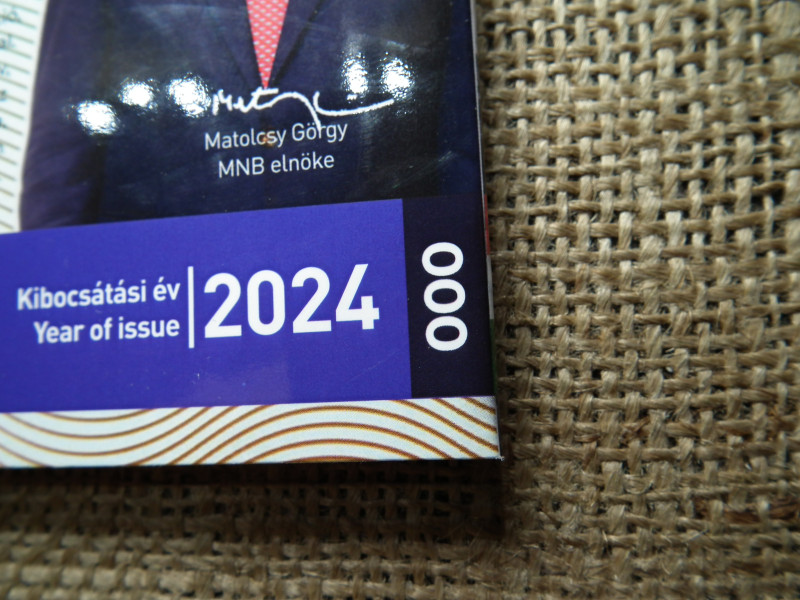 Matolcsy Görgy
MNB elnöke
Kibocsátási év
Year of issue
2024
000